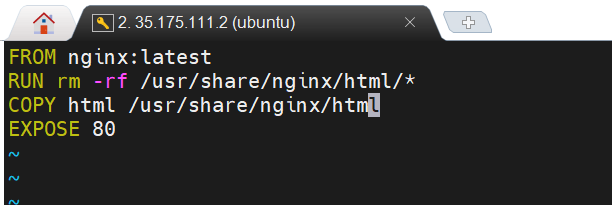 2. 35.175.111.2 (ubuntu)
FROM nginx:latest
RUN rm -rf /usr/share/nginx/html/*
COPY html /usr/share/nginx/html
EXPOSE 80
~
~
~